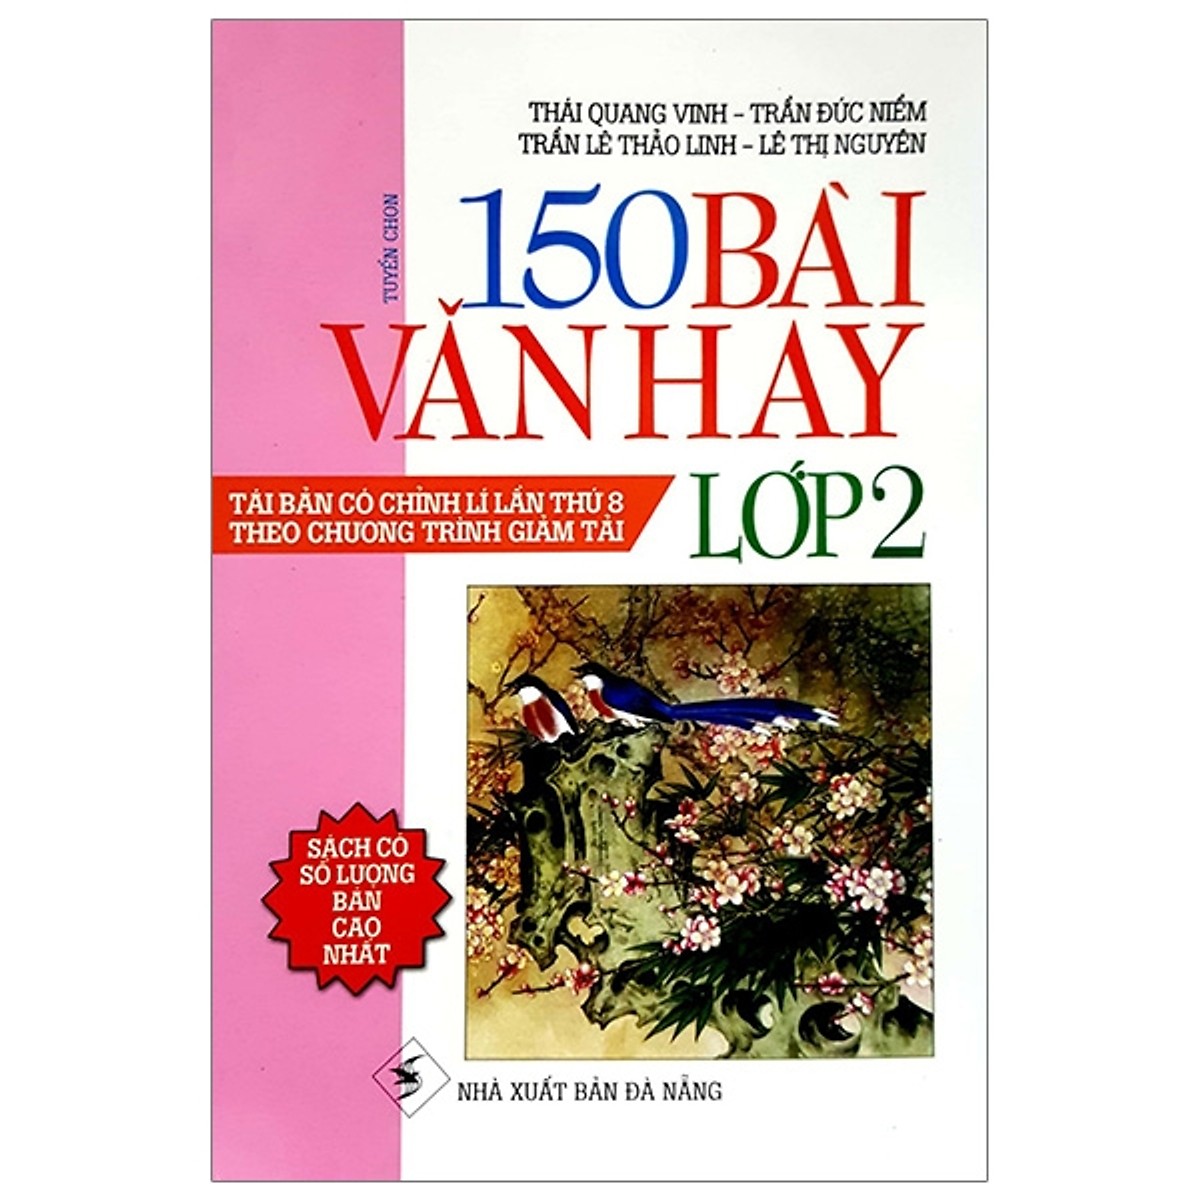 THÁI QUANG VINH – TRẦN ĐỨC NIỀM
TRẦN LÊ THẢO LINH – LÊ THỊ NGUYÊN
TUYỂN CHỌN
150 BÀI
VĂN HAY
LỚP 2
TÁI BẢN CÓ CHỈNH LÍ LẦN THỨ 8
THEO CHƯƠNG TRÌNH GIẢM TẢI
SÁCH CÓ
SỐ LƯỢNG
BÁN
CAO
NHẤT
NHÀ XUẤT BẢN ĐÀ NẴNG